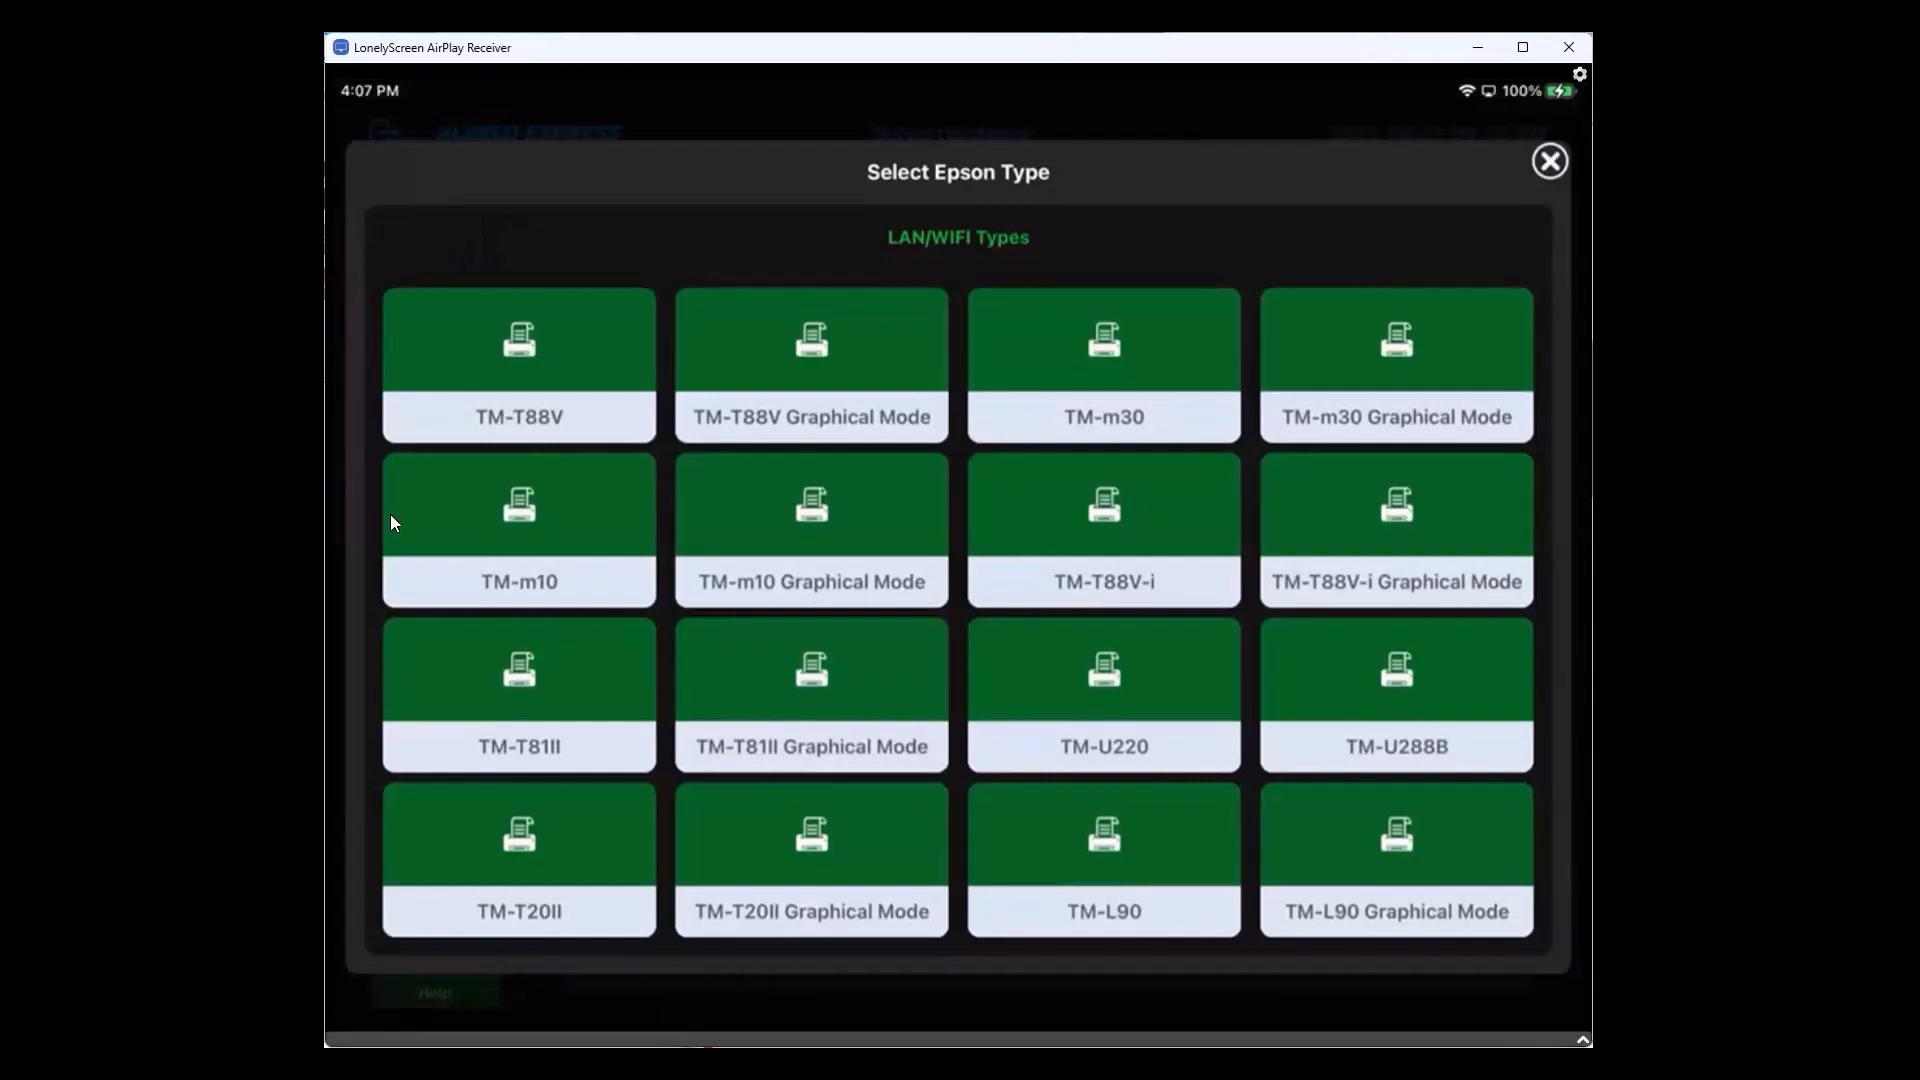 LonelyScreen AirPlay Receiver
4:07 PM
100%
Select Epson Type
LAN/WIFI Types
TM-T88V
TM-T88V Graphical Mode
TM-m30
TM-m30 Graphical Mode
TM-m10
TM-m10 Graphical Mode
TM-T88V-i
TM-T88V-i Graphical Mode
TM-T81II
TM-T81II Graphical Mode
TM-U220
TM-U288B
TM-T20II
TM-T20II Graphical Mode
TM-L90
TM-L90 Graphical Mode
Help